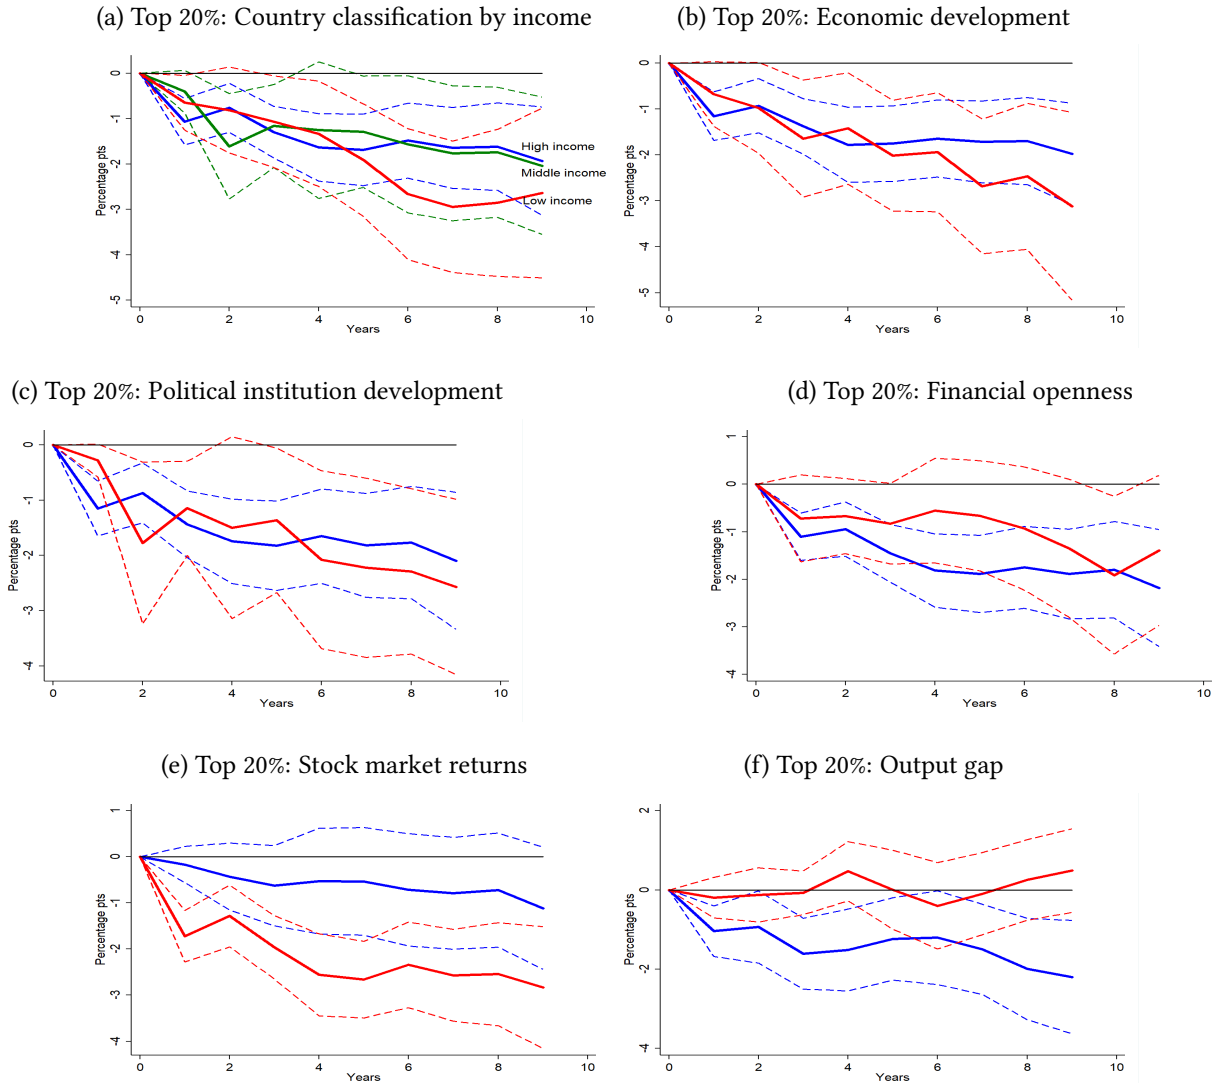 (a) Top 20%: Country classification by income
0
-1
-2
-3
-4
-5
Percentage pts
High income
Middle income
Low income
0 2 4 6 8 10
Years
(b) Top 20%: Economic development
0
-1
-2
-3
-4
-5
Percentage pts
0 2 4 6 8 10
Years
(c) Top 20%: Political institution development
0
-1
-2
-3
-4
Percentage pts
0 2 4 6 8 10
Years
(d) Top 20%: Financial openness
1
0
-1
-2
-3
-4
Percentage pts
0 2 4 6 8 10
Years
(e) Top 20%: Stock market returns
1
0
-1
-2
-3
-4
Percentage pts
0 2 4 6 8 10
Years
(f) Top 20%: Output gap
2
0
-2
-4
Percentage pts
0 2 4 6 8 10
Years